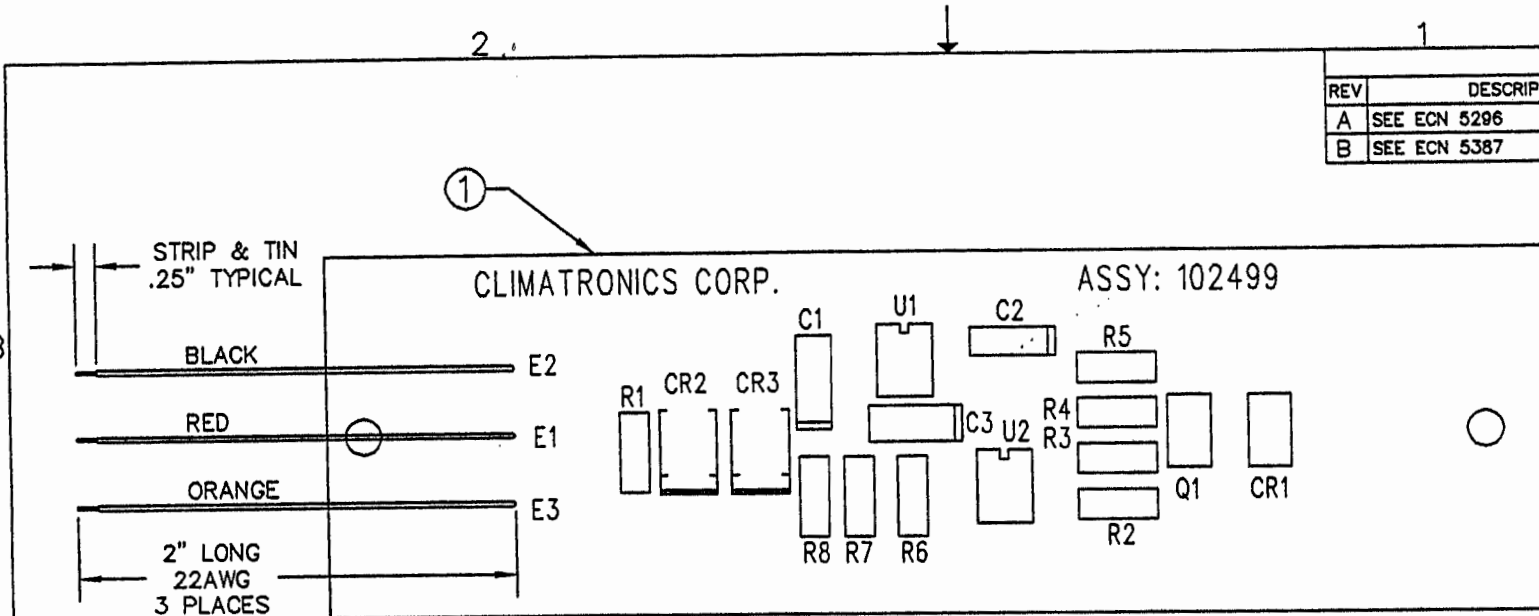 2
1
REV DESCRIP
A SEE ECN 5296
B SEE ECN 5387
1
STRIP & TIN
.25" TYPICAL
CLIMATRONICS CORP.
ASSY: 102499
BLACK
E2
RED
E1
ORANGE
E3
2" LONG
22AWG
3 PLACES
R1
CR2
CR3
C1
U1
C2
R5
R4
C3
U2
R3
Q1
CR1
R2
R8
R7
R6